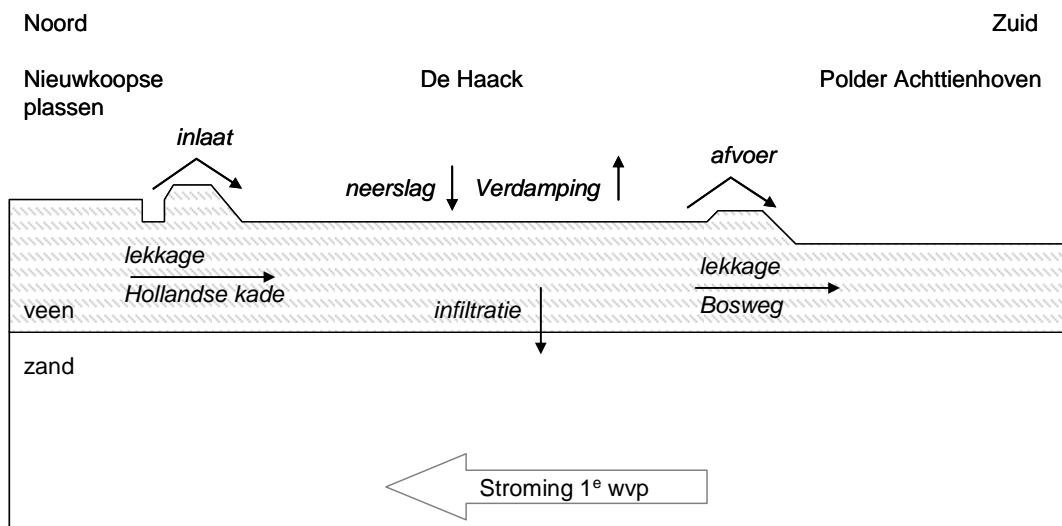 Noord
Zuid
Nieuwkoopse
plassen
De Haack
Polder Achttienhoven
inlaat
neerslag
Verdamping
afvoer
lekkage
Hollandse kade
lekkage
Bosweg
infiltratie
veen
zand
Stroming 1e wvp